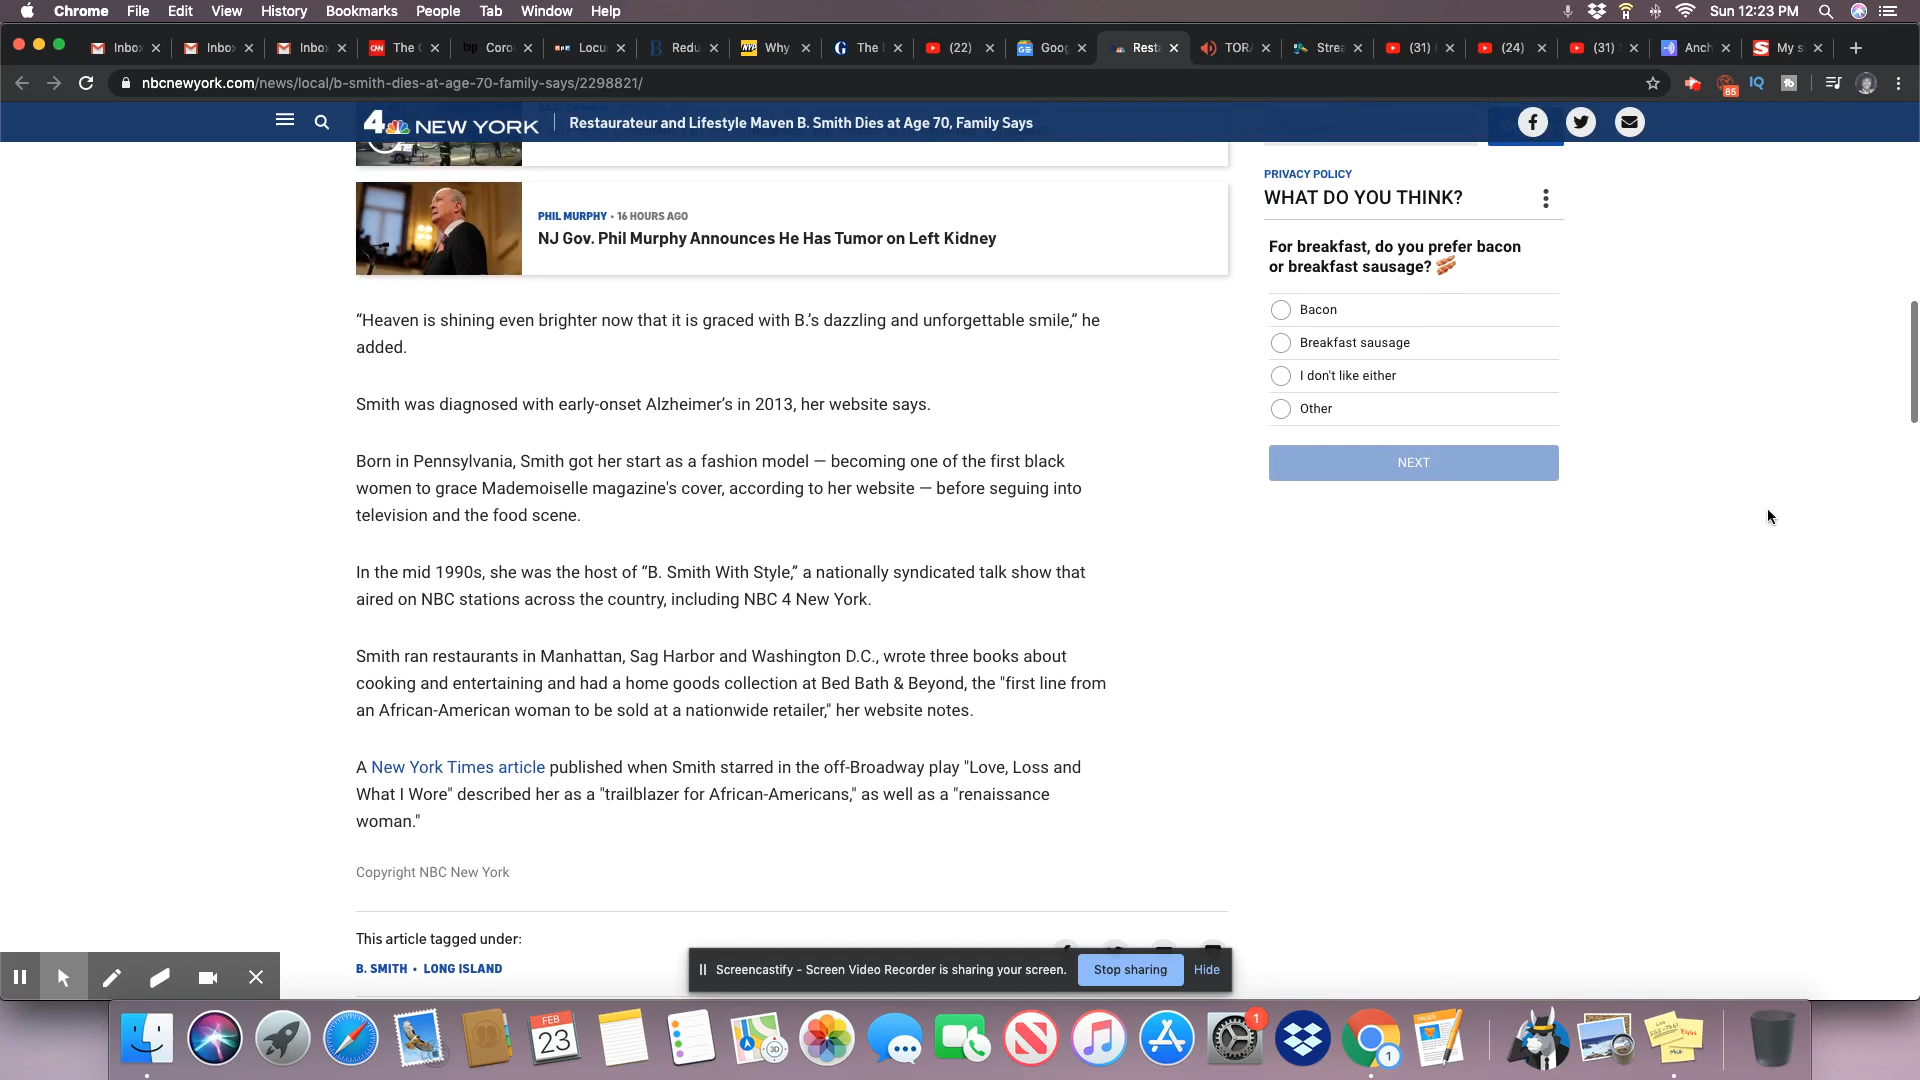 Chrome File Edit View History Bookmarks People Tab Window Help Sun 12:23 PM
Inbo Inbo Inbo The Coro Locu Redu Why The (22) Goog Resta TOR Strea (31) (24) (31) Anch My s
nbcnewyork.com/news/local/b-smith-dies-at-age-70-family-says/2298821/
85 IQ
4 NEW YORK Restaurateur and Lifestyle Maven B. Smith Dies at Age 70, Family Says
PHIL MURPHY • 16 HOURS AGO
NJ Gov. Phil Murphy Announces He Has Tumor on Left Kidney
“Heaven is shining even brighter now that it is graced with B.’s dazzling and unforgettable smile,” he
added.
Smith was diagnosed with early-onset Alzheimer’s in 2013, her website says.
Born in Pennsylvania, Smith got her start as a fashion model — becoming one of the first black
women to grace Mademoiselle magazine's cover, according to her website — before seguing into
television and the food scene.
In the mid 1990s, she was the host of “B. Smith With Style,” a nationally syndicated talk show that
aired on NBC stations across the country, including NBC 4 New York.
Smith ran restaurants in Manhattan, Sag Harbor and Washington D.C., wrote three books about
cooking and entertaining and had a home goods collection at Bed Bath & Beyond, the "first line from
an African-American woman to be sold at a nationwide retailer," her website notes.
A New York Times article published when Smith starred in the off-Broadway play "Love, Loss and
What I Wore" described her as a "trailblazer for African-Americans," as well as a "renaissance
woman."
Copyright NBC New York
This article tagged under:
B. SMITH • LONG ISLAND
PRIVACY POLICY
WHAT DO YOU THINK?
For breakfast, do you prefer bacon
or breakfast sausage?
Bacon
Breakfast sausage
I don't like either
Other
NEXT
Screencastify - Screen Video Recorder is sharing your screen. Stop sharing Hide
FEB
23
3D
1
1
PAGES